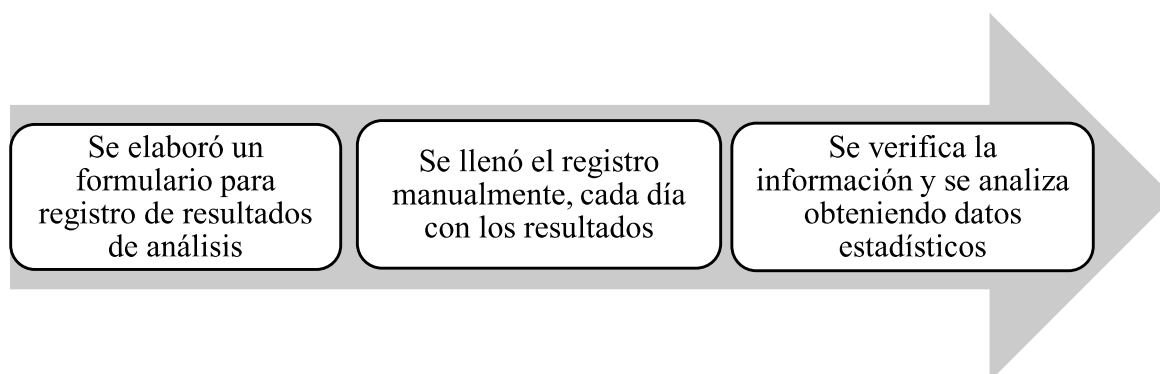 Se elaboró un
formulario para
registro de resultados
de análisis
Se llenó el registro
manualmente, cada día
con los resultados
Se verifica la
información y se analiza
obteniendo datos
estadísticos